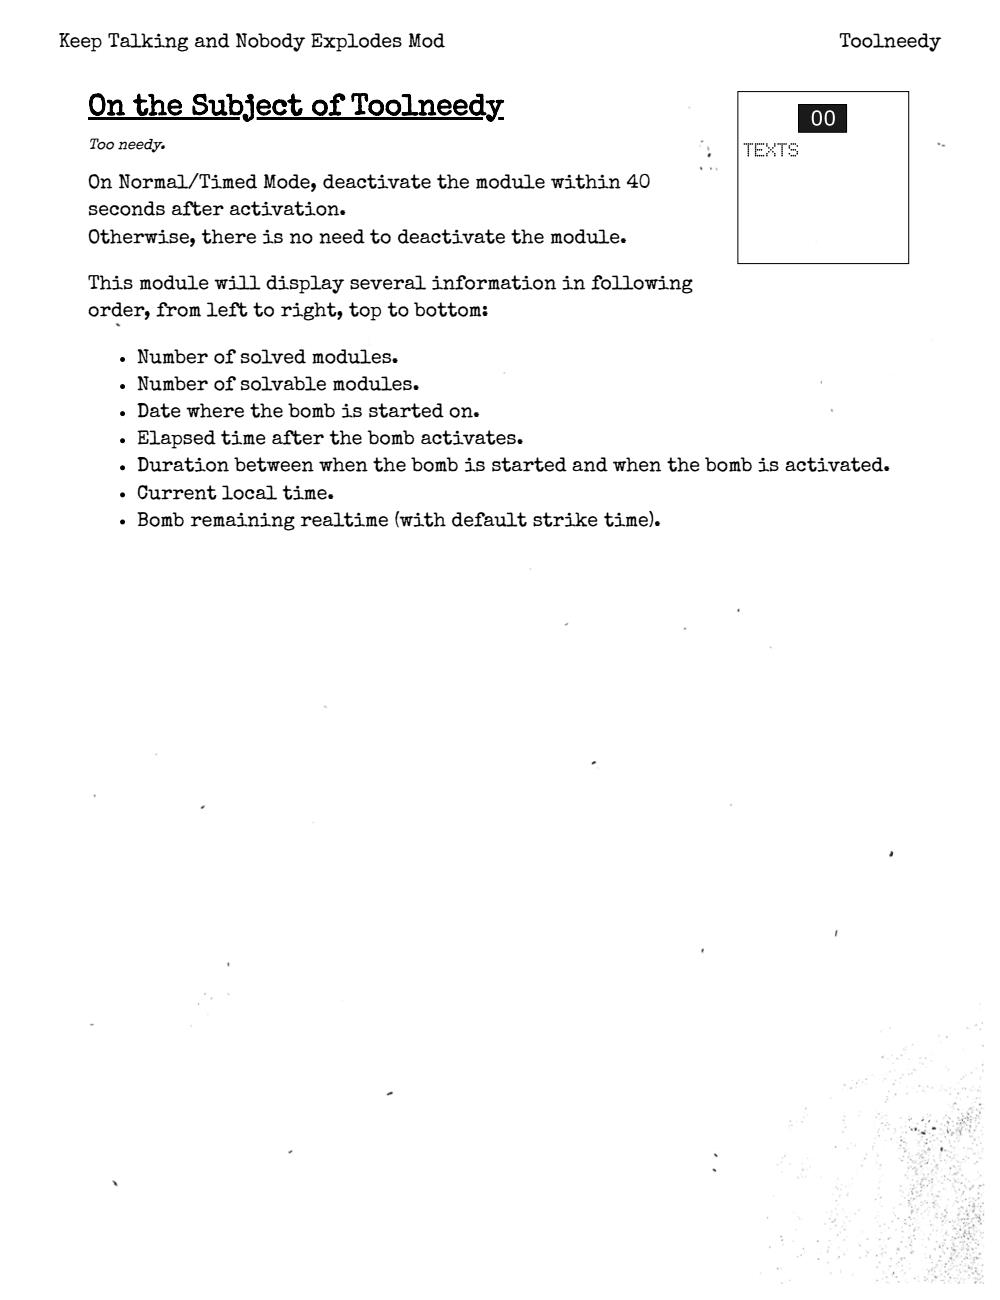 Keep Talking and Nobody Explodes Mod
Toolneedy
On the Subject of Toolneedy
Too needy.
00
TEXTS
On Normal/Timed Mode, deactivate the module within 40
seconds after activation.
Otherwise, there is no need to deactivate the module.
This module will display several information in following
order, from left to right, top to bottom:
• Number of solved modules.
• Number of solvable modules.
• Date where the bomb is started on.
• Elapsed time after the bomb activates.
• Duration between when the bomb is started and when the bomb is activated.
• Current local time.
• Bomb remaining realtime (with default strike time).